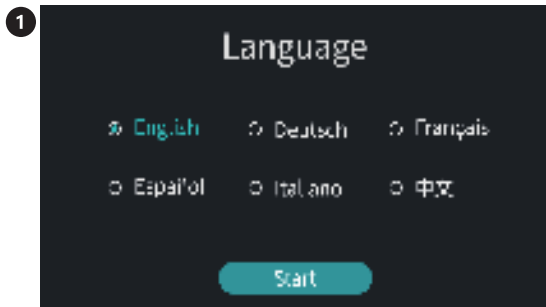 1
Language
English Deutsch Français
Español Italiano 中文
Start